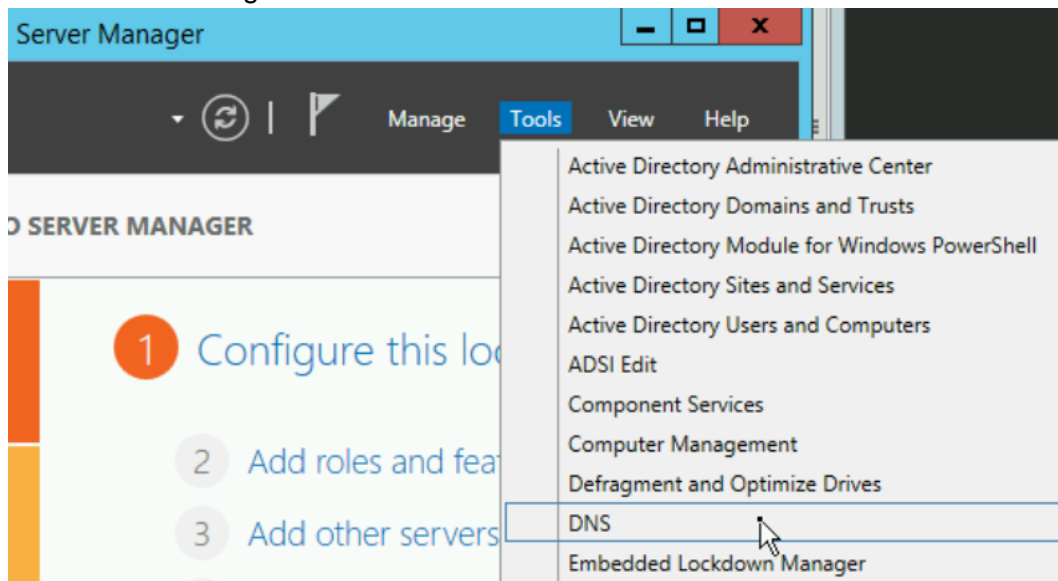 Server Manager
Manage Tools View Help
SERVER MANAGER
Active Directory Administrative Center
Active Directory Domains and Trusts
Active Directory Module for Windows PowerShell
Active Directory Sites and Services
Active Directory Users and Computers
ADSI Edit
Component Services
Computer Management
Defragment and Optimize Drives
DNS
Embedded Lockdown Manager
1 Configure this loc
2 Add roles and fea
3 Add other servers